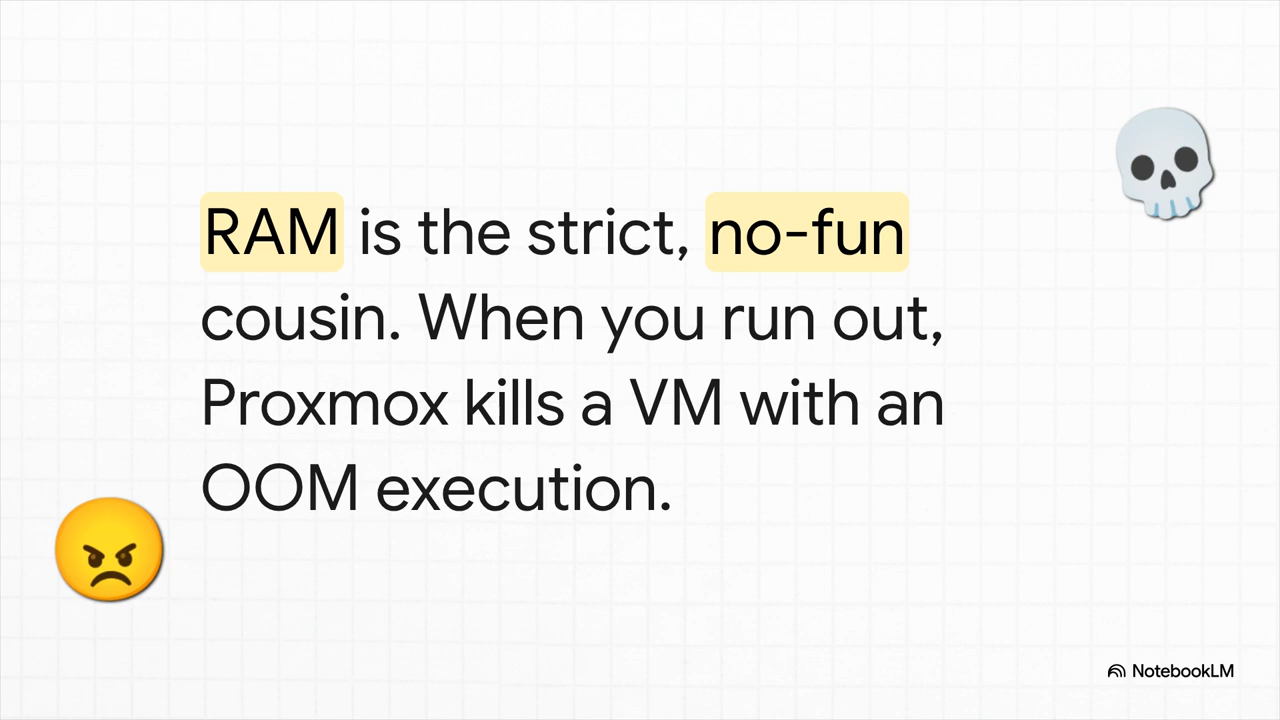 RAM is the strict, no-fun
cousin. When you run out,
Proxmox kills a VM with an
OOM execution.
NotebookLM